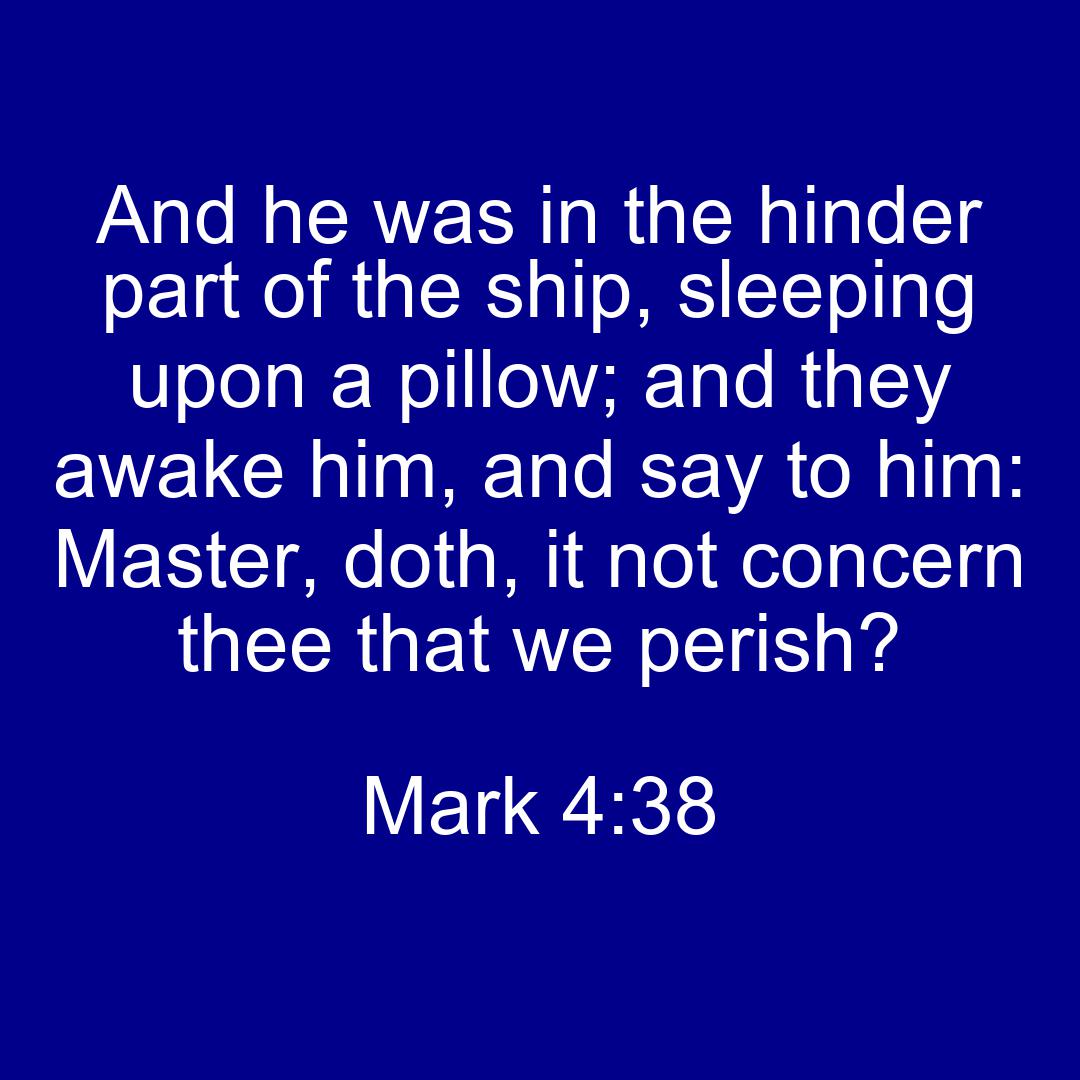 And he was in the hinder
part of the ship, sleeping
upon a pillow; and they
awake him, and say to him:
Master, doth, it not concern
thee that we perish?
Mark 4:38